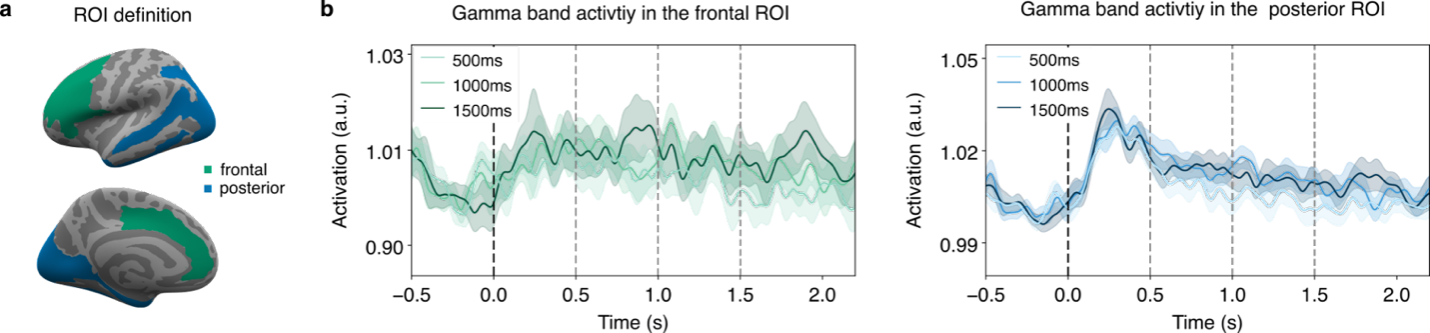 a
ROI definition
frontal
posterior
b
Gamma band activtiy in the frontal ROI
500ms
1000ms
1500ms
Activation (a.u.)
1.03
1.01
0.90
−0.5 0.0 0.5 1.0 1.5 2.0
Time (s)
Gamma band activtiy in the posterior ROI
500ms
1000ms
1500ms
Activation (a.u.)
1.05
1.02
0.99
−0.5 0.0 0.5 1.0 1.5 2.0
Time (s)